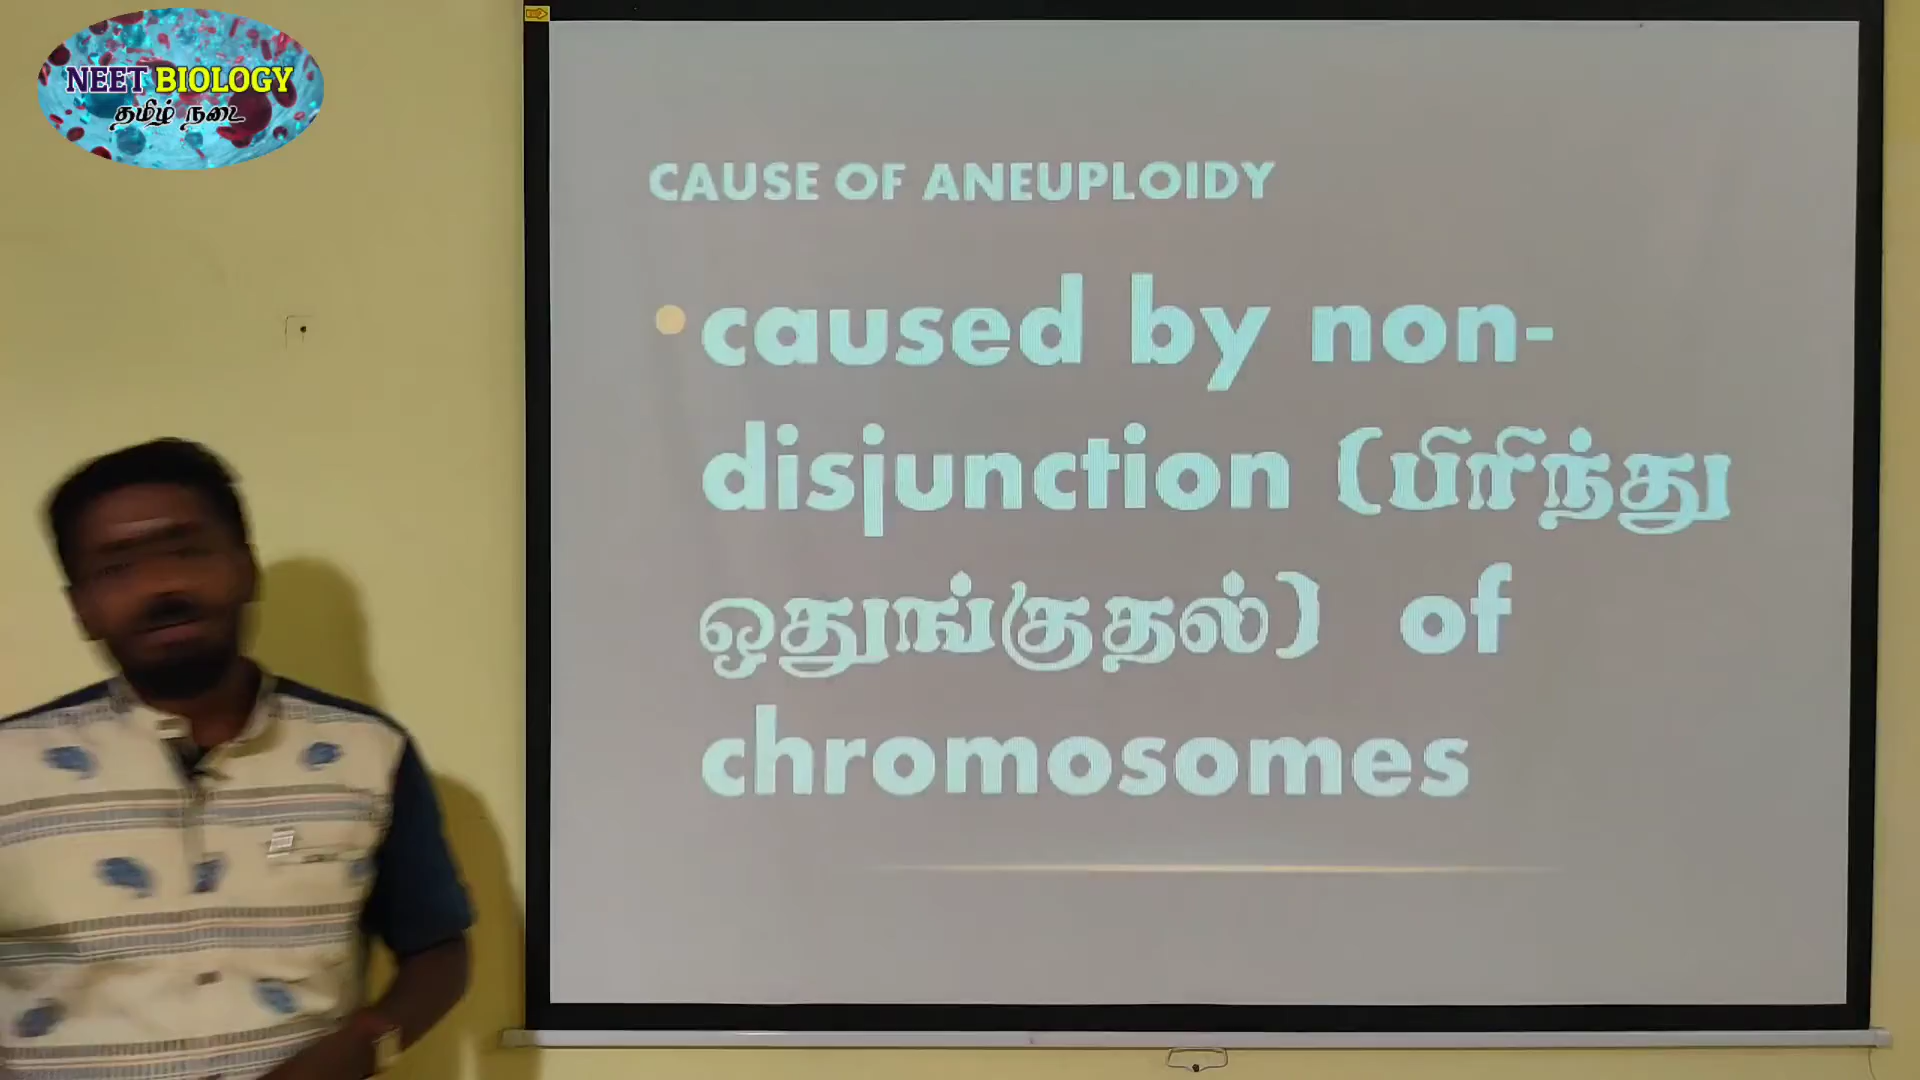 NEET BIOLOGY
தமிழ் நடை
CAUSE OF ANEUPLOIDY
• caused by non-
disjunction (பிரிந்து
ஒதுங்குதல்) of
chromosomes